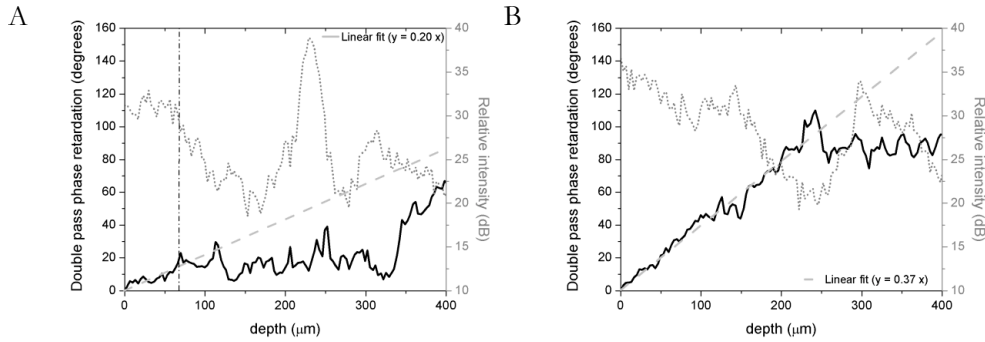 A
Double pass phase retardation (degrees)
160
140
120
100
80
60
40
20
0
0 100 200 300 400
depth (μm)
Linear fit (y = 0.20 x)
40
35
30
25
20
15
10
Relative intensity (dB)
B
Double pass phase retardation (degrees)
160
140
120
100
80
60
40
20
0
0 100 200 300 400
depth (μm)
Linear fit (y = 0.37 x)
40
35
30
25
20
15
10
Relative intensity (dB)